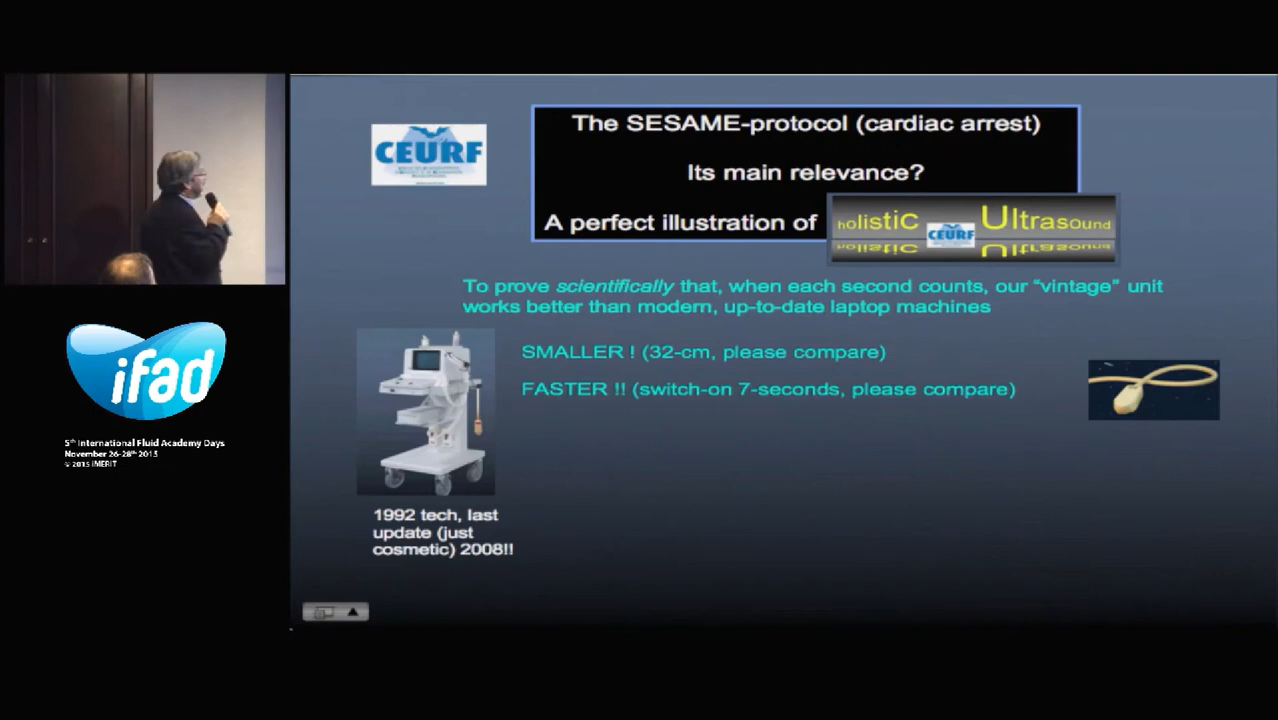 The SESAME-protocol (cardiac arrest)
CEURF
Its main relevance?
A perfect illustration of
holistic CEURF Ultrasound
To prove scientifically that, when each second counts, our “vintage” unit
works better than modern, up-to-date laptop machines
SMALLER ! (32-cm, please compare)
FASTER !! (switch-on 7-seconds, please compare)
1992 tech, last
update (just
cosmetic) 2008!!
ifad
5th International Fluid Academy Days
November 26-28th 2015
© 2015 iMERIT